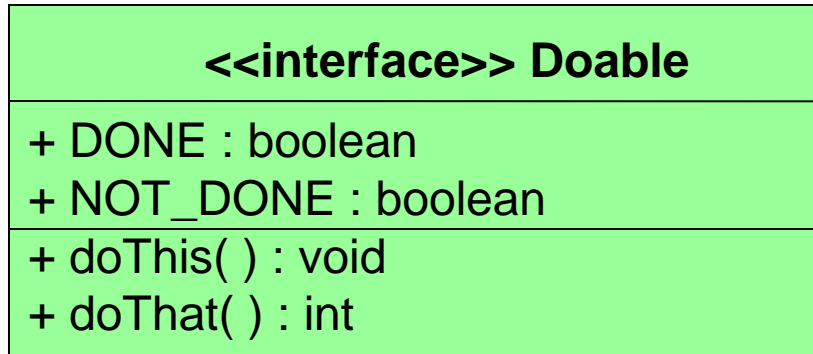 <<interface>> Doable
+ DONE : boolean
+ NOT_DONE : boolean
+ doThis( ) : void
+ doThat( ) : int